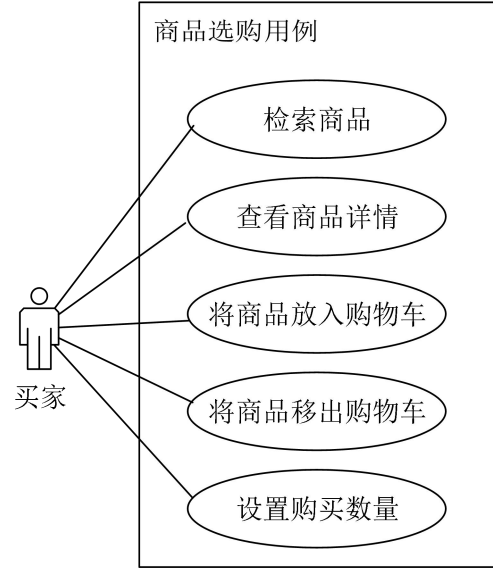 商品选购用例
检索商品
查看商品详情
将商品放入购物车
将商品移出购物车
买家
设置购买数量